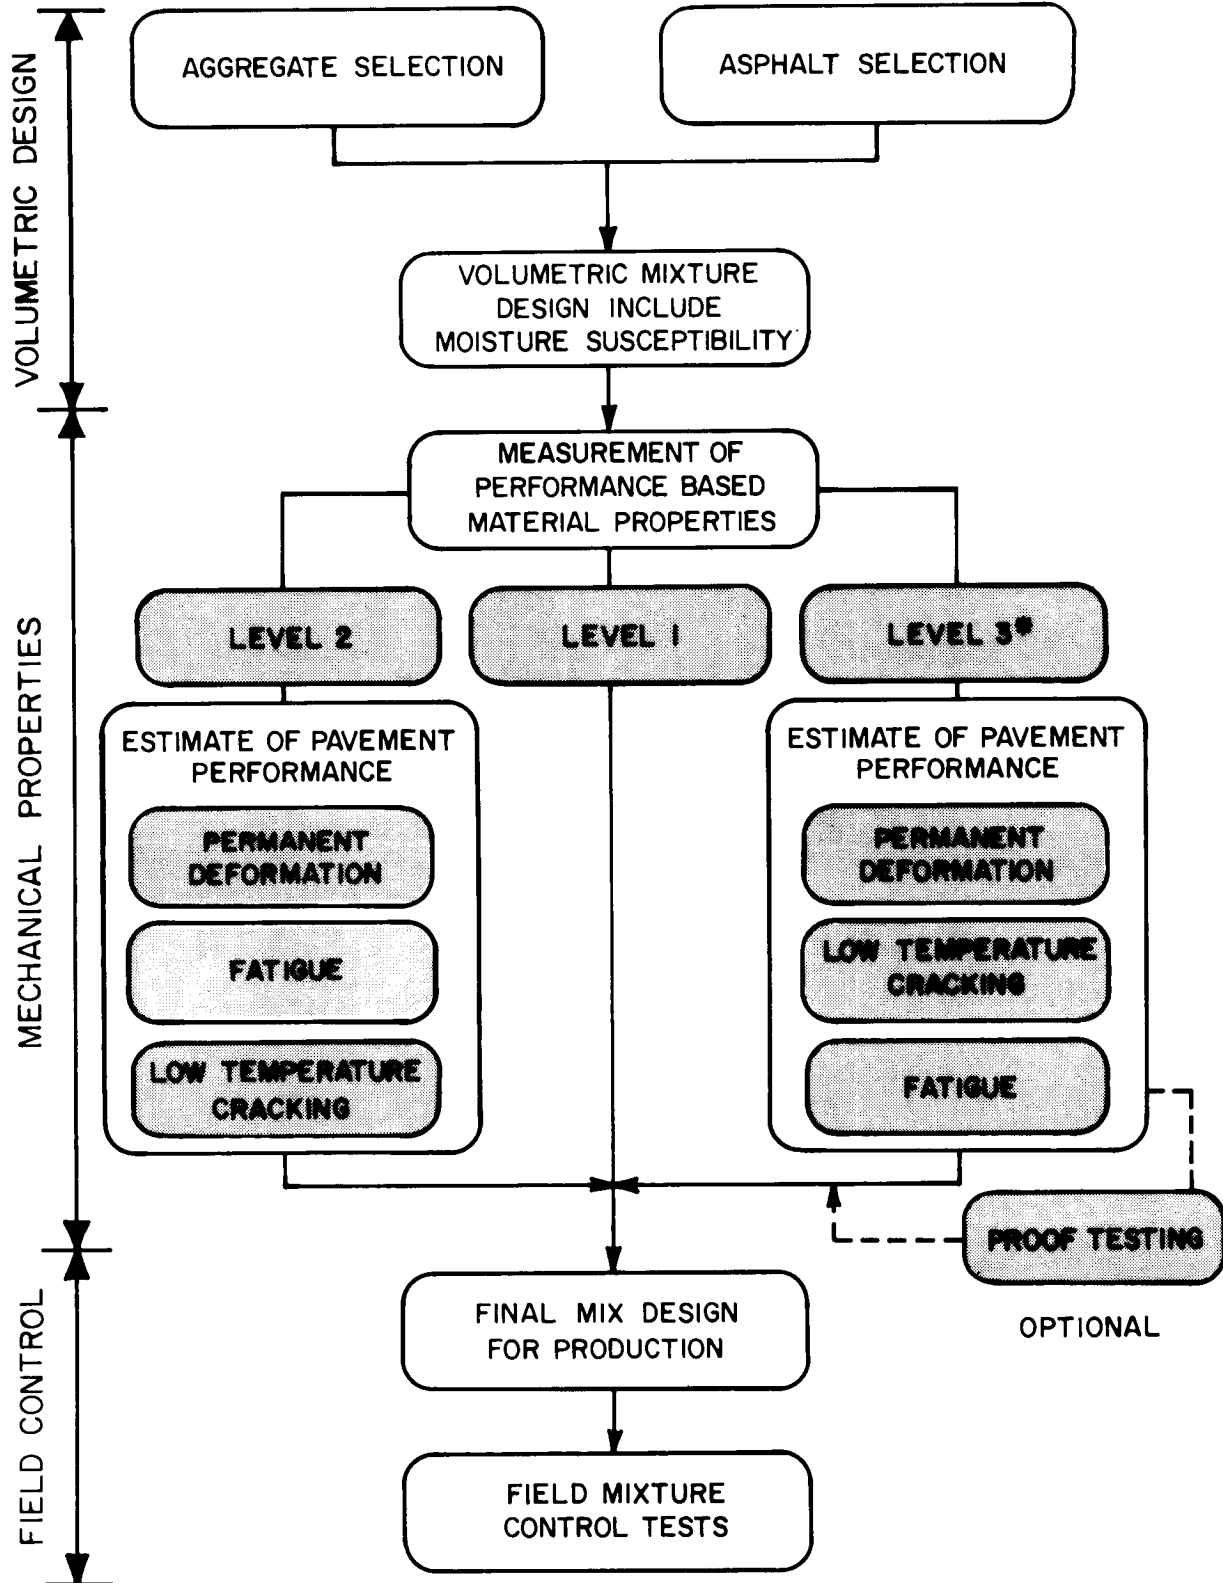 VOLUMETRIC DESIGN
AGGREGATE SELECTION
ASPHALT SELECTION
VOLUMETRIC MIXTURE
DESIGN INCLUDE
MOISTURE SUSCEPTIBILITY
MECHANICAL PROPERTIES
MEASUREMENT OF
PERFORMANCE BASED
MATERIAL PROPERTIES
LEVEL 2
LEVEL 1
LEVEL 3*
ESTIMATE OF PAVEMENT
PERFORMANCE
PERMANENT
DEFORMATION
FATIGUE
LOW TEMPERATURE
CRACKING
ESTIMATE OF PAVEMENT
PERFORMANCE
PERMANENT
DEFORMATION
LOW TEMPERATURE
CRACKING
FATIGUE
PROOF TESTING
OPTIONAL
FIELD CONTROL
FINAL MIX DESIGN
FOR PRODUCTION
FIELD MIXTURE
CONTROL TESTS